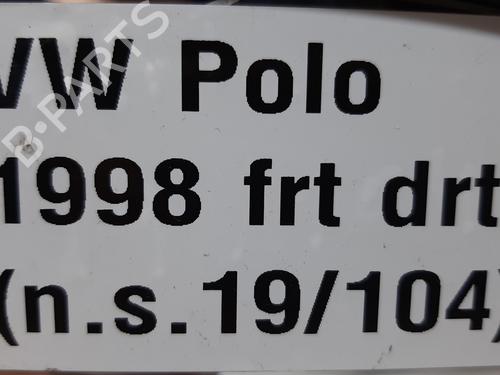 VW Polo
1998 frt drt
(n.s.19/104)
B-PARTS